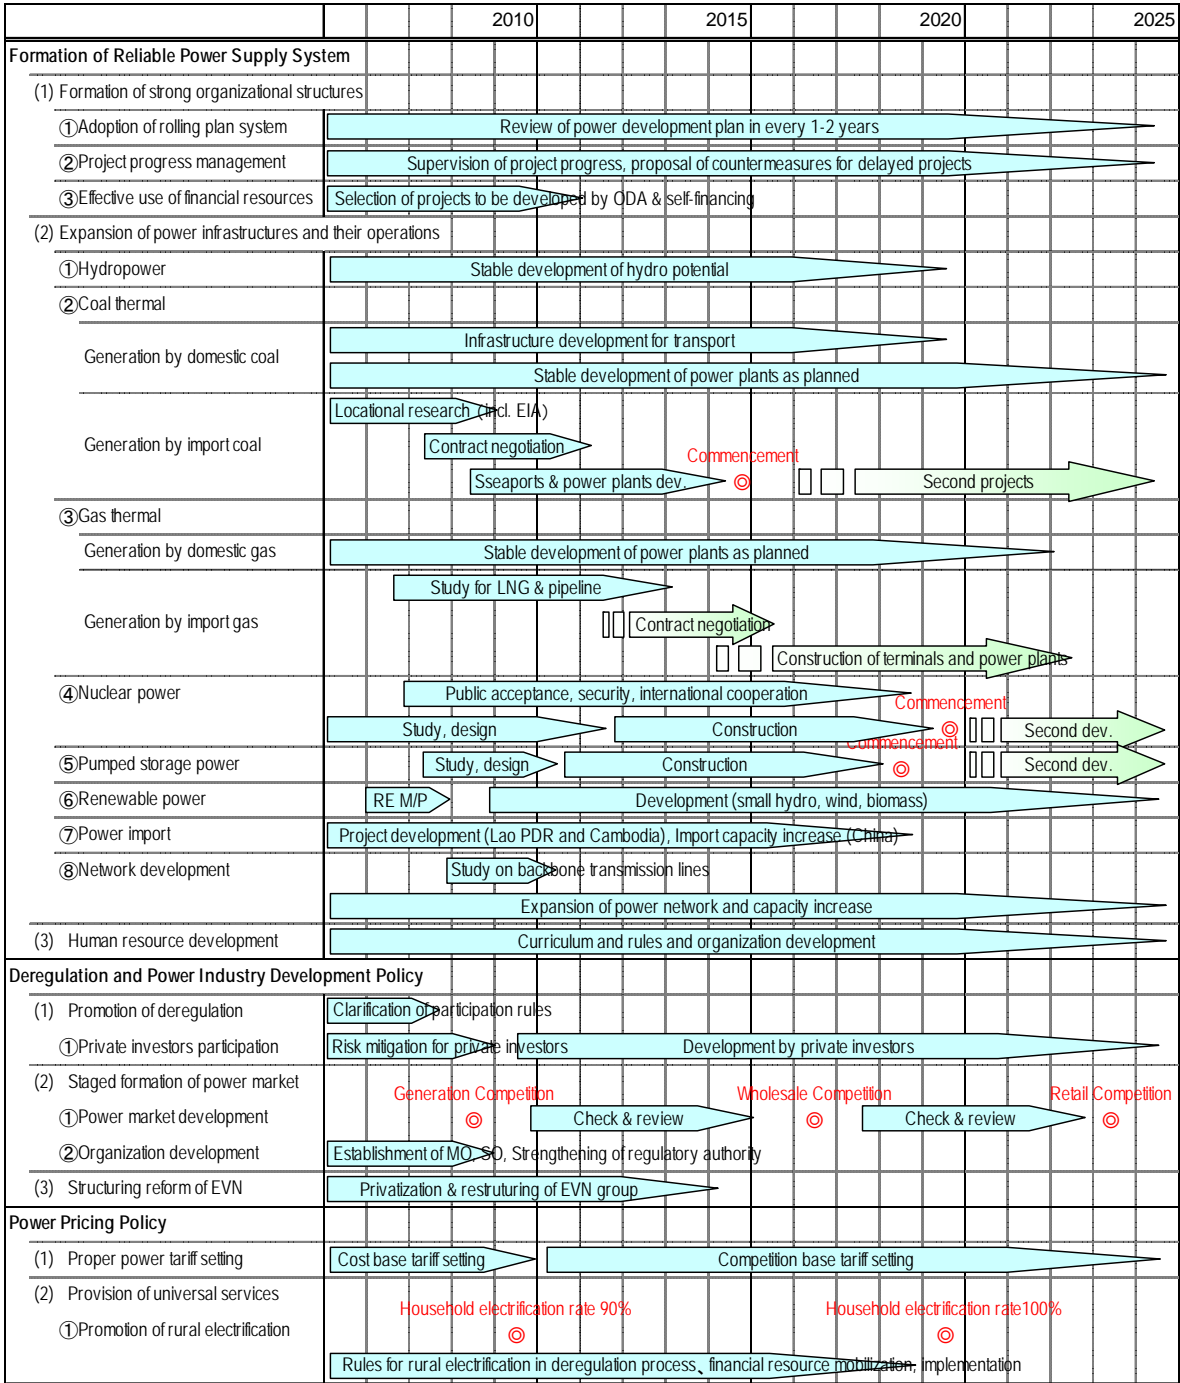 2010 2015 2020 2025
Formation of Reliable Power Supply System
(1) Formation of strong organizational structures
①Adoption of rolling plan system Review of power development plan in every 1-2 years
②Project progress management Supervision of project progress, proposal of countermeasures for delayed projects
③Effective use of financial resources Selection of projects to be developed by ODA & self-financing
(2) Expansion of power infrastructures and their operations
①Hydropower Stable development of hydro potential
②Coal thermal
Infrastructure development for transport
Generation by domestic coal
Stable development of power plants as planned
Locational research (incl. EIA)
Generation by import coal Contract negotiation
Commencement
Sseaports & power plants dev. ◎ Second projects
③Gas thermal
Generation by domestic gas Stable development of power plants as planned
Study for LNG & pipeline
Generation by import gas Contract negotiation
Construction of terminals and power plants
④Nuclear power Public acceptance, security, international cooperation
Commencement
Study, design Construction ◎ Second dev.
Commencement
⑤Pumped storage power Study, design Construction ◎ Second dev.
⑥Renewable power RE M/P Development (small hydro, wind, biomass)
⑦Power import Project development (Lao PDR and Cambodia), Import capacity increase (China)
⑧Network development Study on backbone transmission lines
Expansion of power network and capacity increase
(3) Human resource development Curriculum and rules and organization development
Deregulation and Power Industry Development Policy
(1) Promotion of deregulation Clarification of participation rules
①Private investors participation Risk mitigation for private investors Development by private investors
(2) Staged formation of power market
Generation Competition Wholesale Competition Retail Competition
①Power market development ◎ Check & review ◎ Check & review ◎
②Organization development Establishment of MO, SO, Strengthening of regulatory authority
(3) Structuring reform of EVN Privatization & restruturing of EVN group
Power Pricing Policy
(1) Proper power tariff setting Cost base tariff setting Competition base tariff setting
(2) Provision of universal services
Household electrification rate 90% Household electrification rate100%
①Promotion of rural electrification ◎ ◎
Rules for rural electrification in deregulation process、financial resource mobilization, implementation